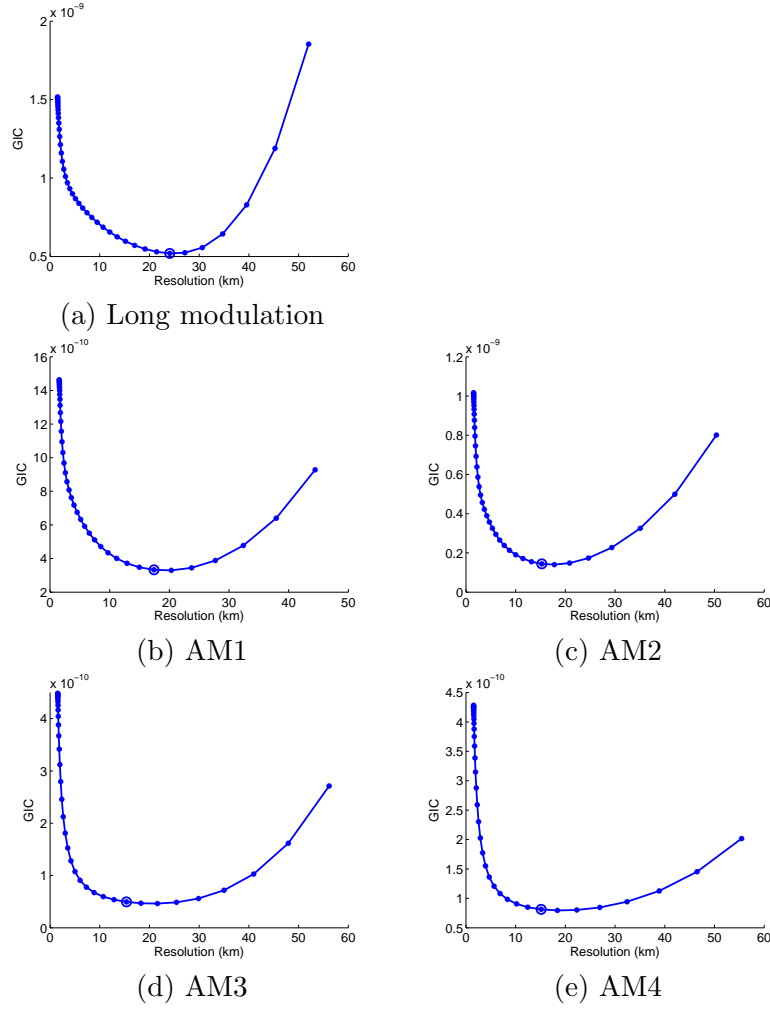 x 10⁻⁹
2
1.5
1
0.5
GIC
0 10 20 30 40 50 60
Resolution (km)
(a) Long modulation
x 10⁻¹⁰
16
14
12
10
8
6
4
2
GIC
0 10 20 30 40 50
Resolution (km)
(b) AM1
x 10⁻⁹
1.2
1
0.8
0.6
0.4
0.2
0
GIC
0 10 20 30 40 50 60
Resolution (km)
(c) AM2
x 10⁻¹⁰
4
3
2
1
0
GIC
0 10 20 30 40 50 60
Resolution (km)
(d) AM3
x 10⁻¹⁰
4.5
4
3.5
3
2.5
2
1.5
1
0.5
GIC
0 10 20 30 40 50 60
Resolution (km)
(e) AM4